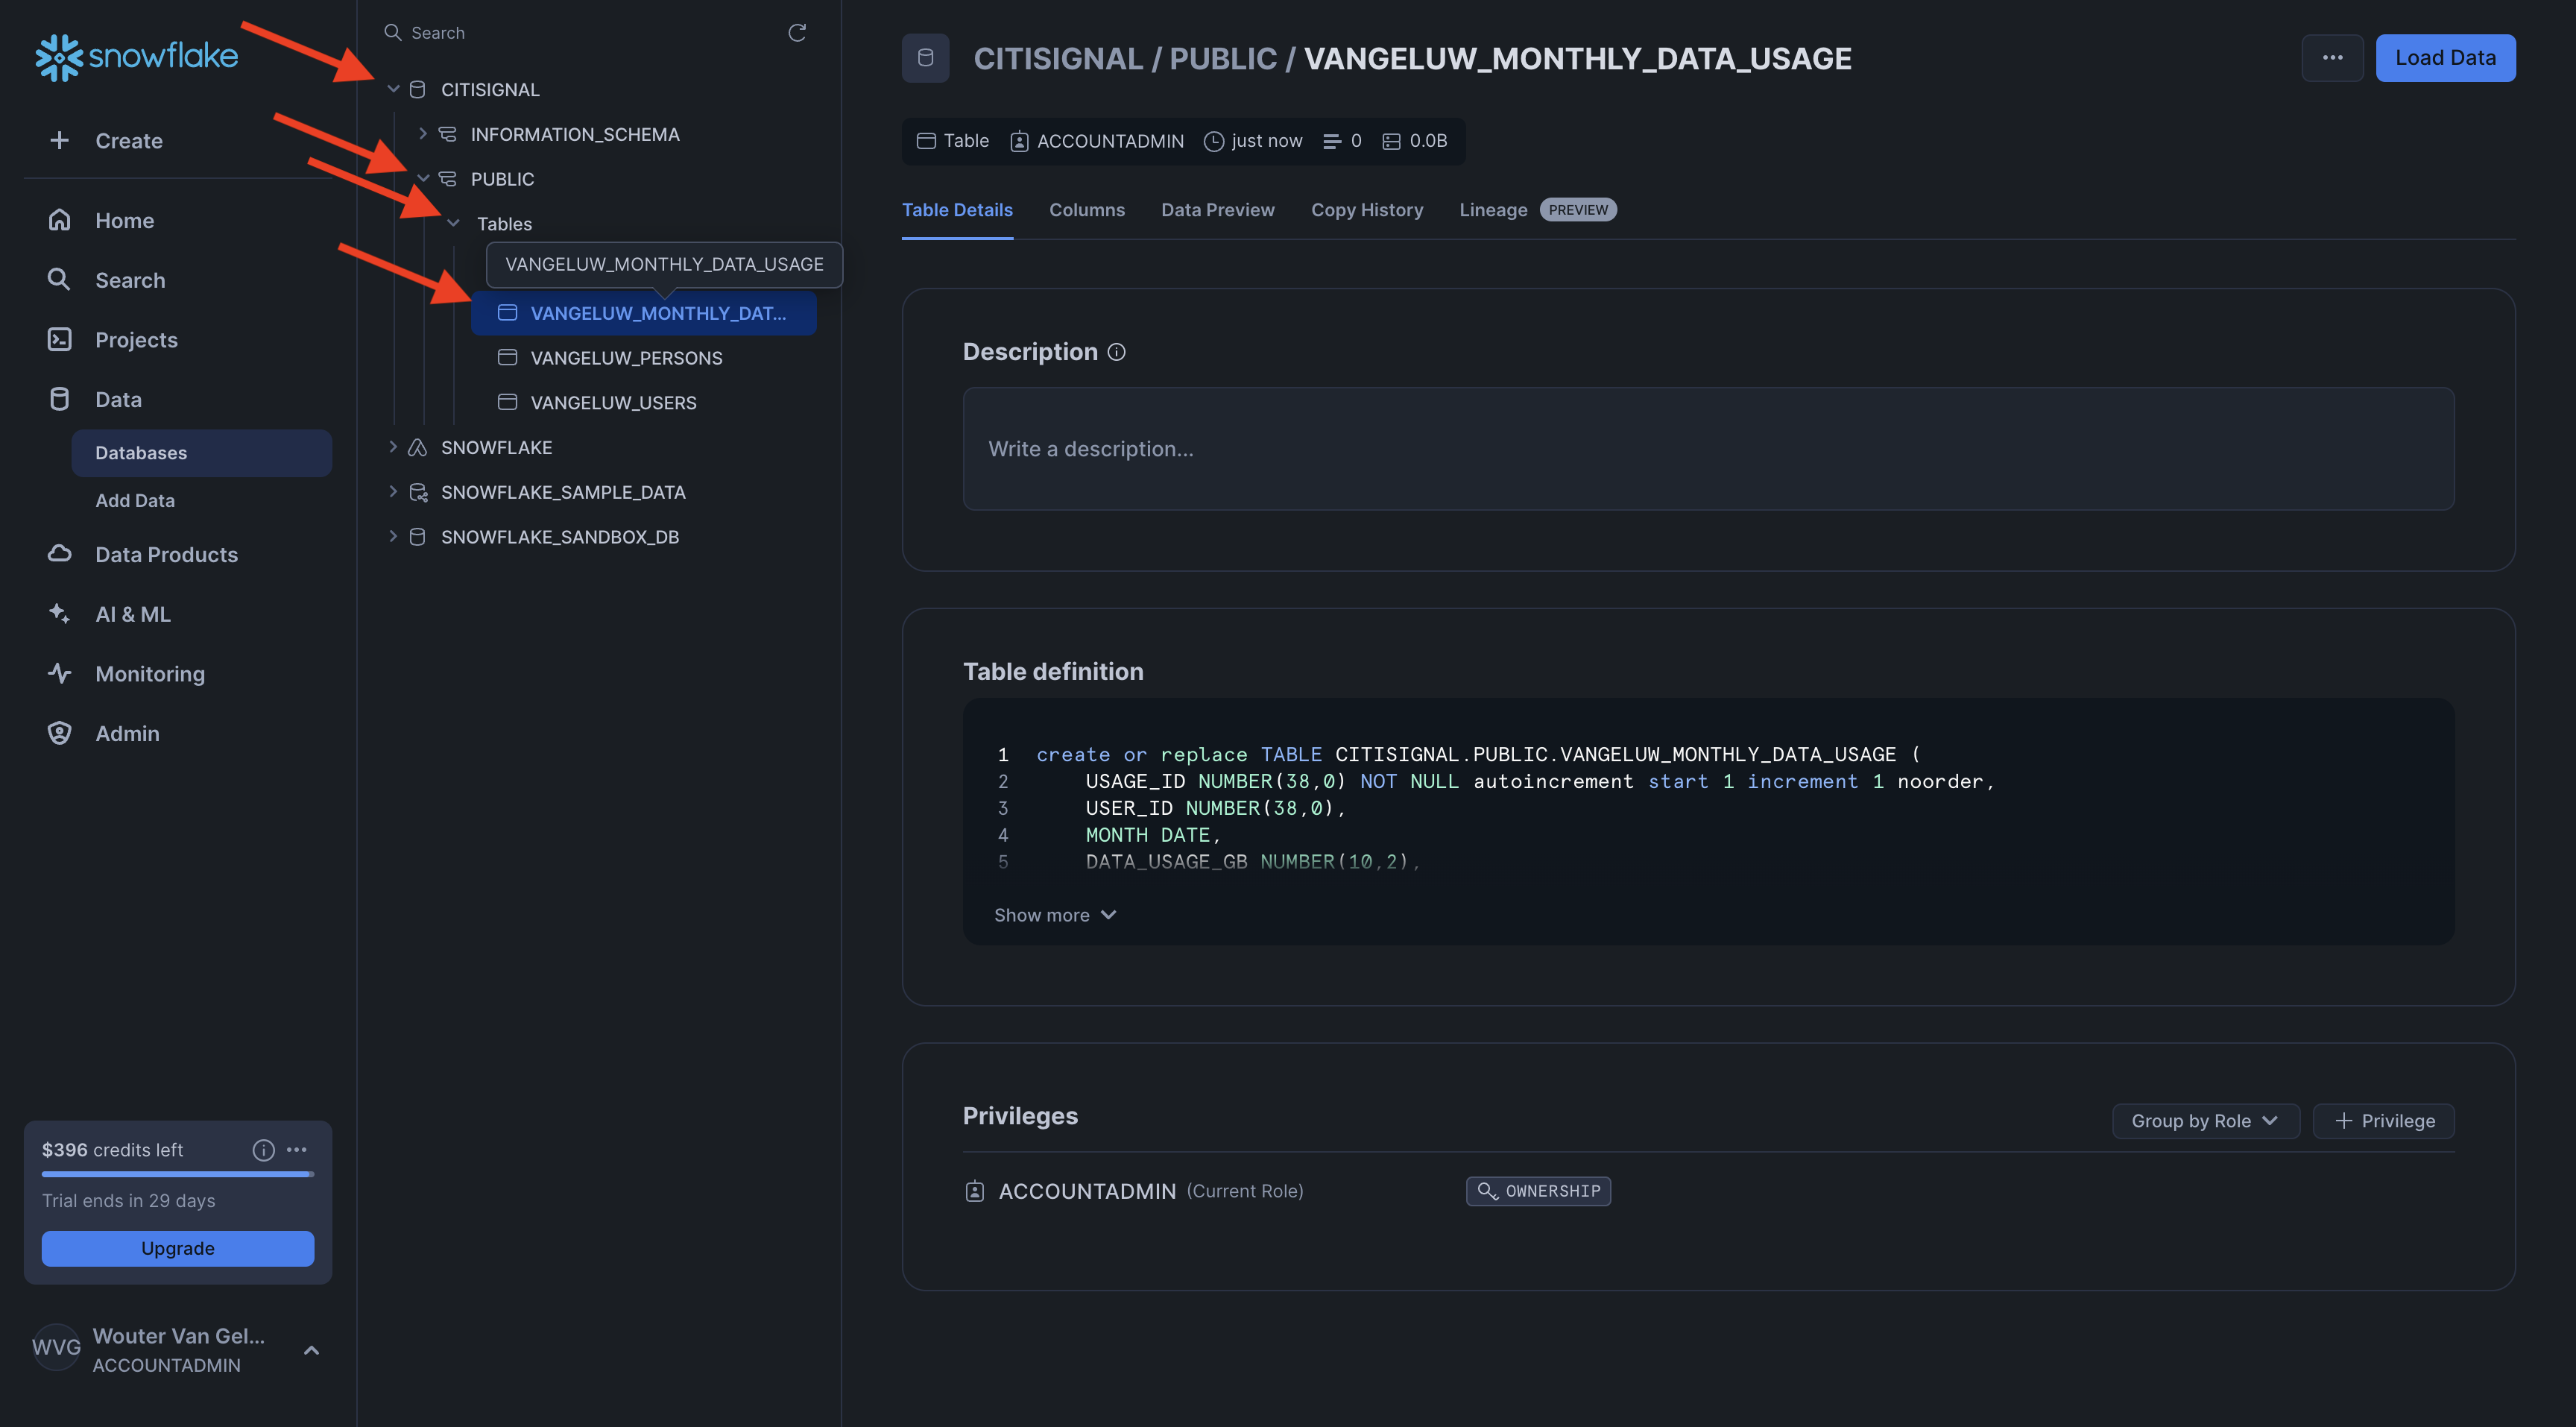 snowflake
Create
Home
Search
Projects
Data
Databases
Add Data
Data Products
AI & ML
Monitoring
Admin
$396 credits left
Trial ends in 29 days
Upgrade
WVG
Wouter Van Gel...
ACCOUNTADMIN
Search
CITISIGNAL
INFORMATION_SCHEMA
PUBLIC
Tables
VANGELUW_MONTHLY_DATA_USAGE
VANGELUW_MONTHLY_DAT...
VANGELUW_PERSONS
VANGELUW_USERS
SNOWFLAKE
SNOWFLAKE_SAMPLE_DATA
SNOWFLAKE_SANDBOX_DB
CITISIGNAL / PUBLIC / VANGELUW_MONTHLY_DATA_USAGE
... Load Data
Table ACCOUNTADMIN just now 0 0.0B
Table Details Columns Data Preview Copy History Lineage PREVIEW
Description
Write a description...
Table definition
1 create or replace TABLE CITISIGNAL.PUBLIC.VANGELUW_MONTHLY_DATA_USAGE (
2 USAGE_ID NUMBER(38,0) NOT NULL autoincrement start 1 increment 1 noorder,
3 USER_ID NUMBER(38,0),
4 MONTH DATE,
5 DATA_USAGE_GB NUMBER(10,2),
Show more
Privileges
Group by Role + Privilege
ACCOUNTADMIN (Current Role) OWNERSHIP